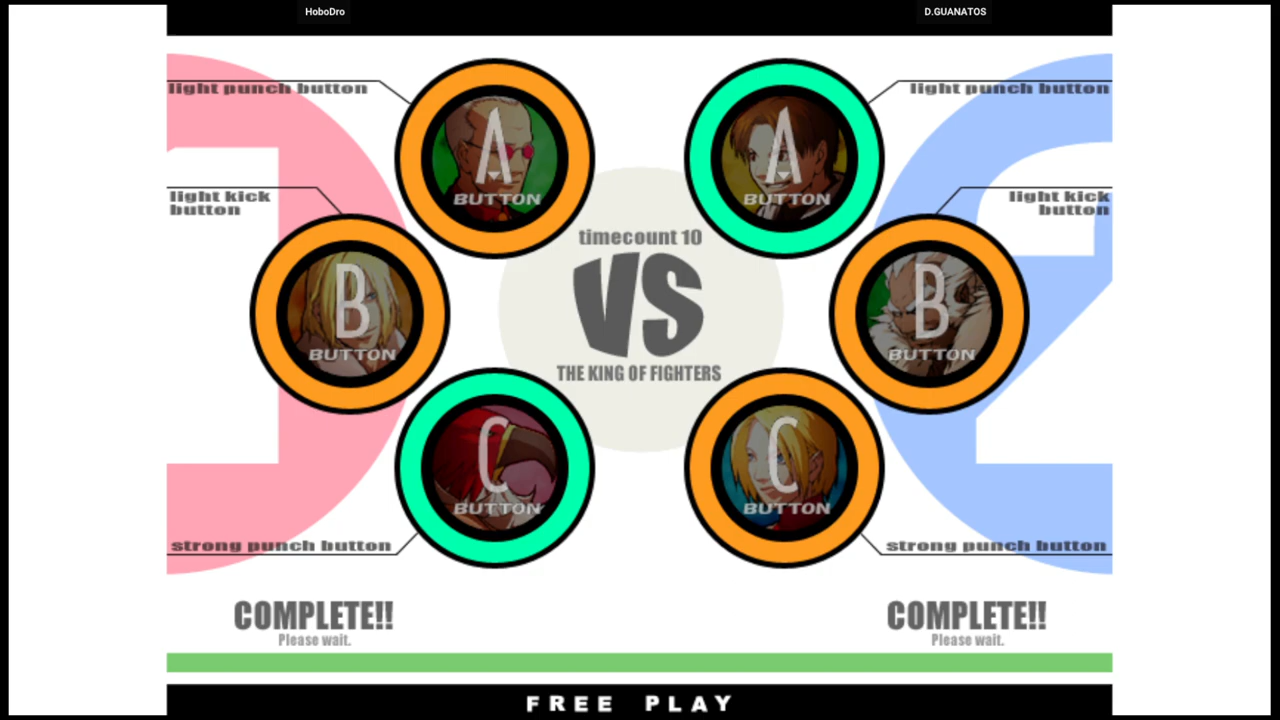 HoboDro
D.GUANATOS
light punch button
light punch button
A
BUTTON
A
BUTTON
light kick
button
light kick
button
timecount 10
VS
THE KING OF FIGHTERS
B
BUTTON
B
BUTTON
C
BUTTON
C
BUTTON
strong punch button
strong punch button
COMPLETE!!
Please wait.
COMPLETE!!
Please wait.
FREE PLAY